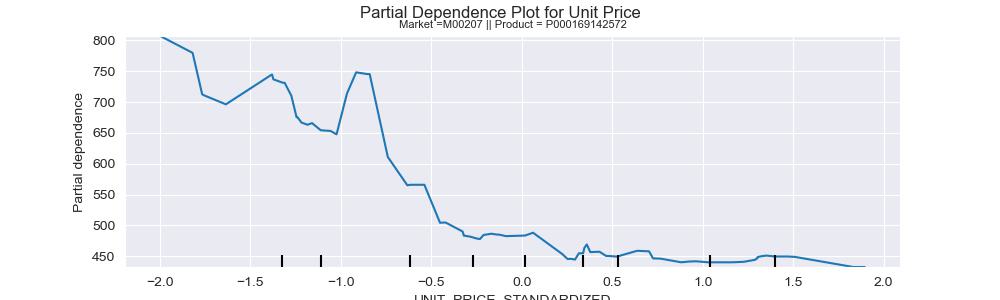 Partial Dependence Plot for Unit Price
Market =M00207 || Product = P000169142572
800
750
700
650
600
550
500
450
Partial dependence
−2.0 −1.5 −1.0 −0.5 0.0 0.5 1.0 1.5 2.0
UNIT_PRICE_STANDARDIZED